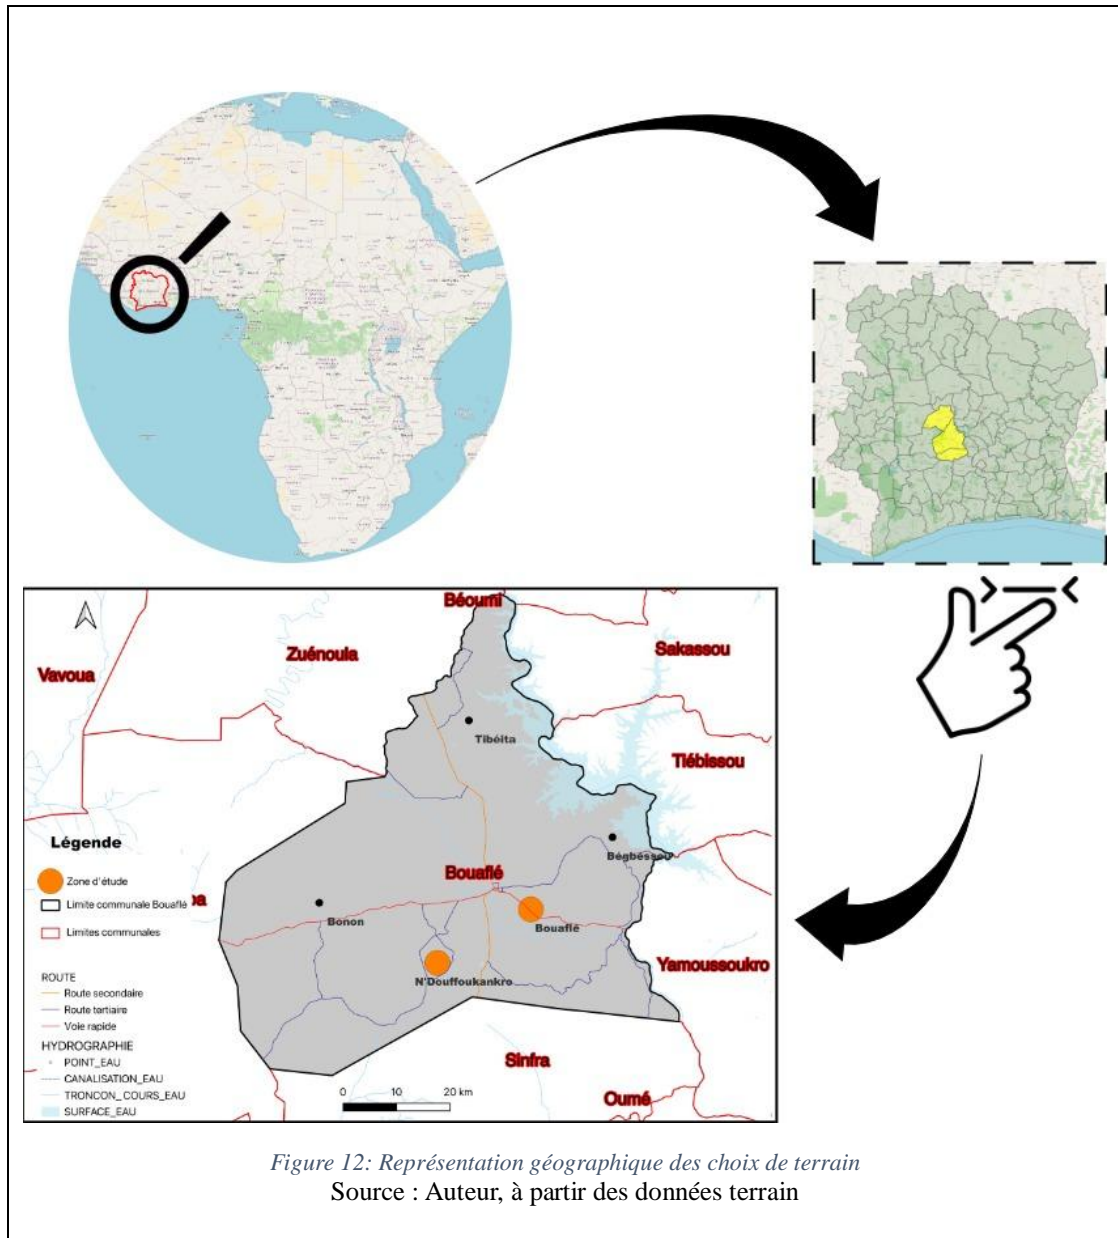 Béoumi
Zuénoula
Vavoua
Sakassou
Tibéita
Tiébissou
Légende
Bégbéssou
Bouaflé
Zone d'étude
Limite communale Bouaflé
Limites communales
Bonon
Bouaflé
Yamoussoukro
N'Douffoukankro
ROUTE
Route secondaire
Route tertiaire
Voie rapide
HYDROGRAPHIE
POINT_EAU
CANALISATION_EAU
TRONCON_COURS_EAU
SURFACE_EAU
Sinfra
Oumé
0 10 20 km
Figure 12: Représentation géographique des choix de terrain
Source : Auteur, à partir des données terrain